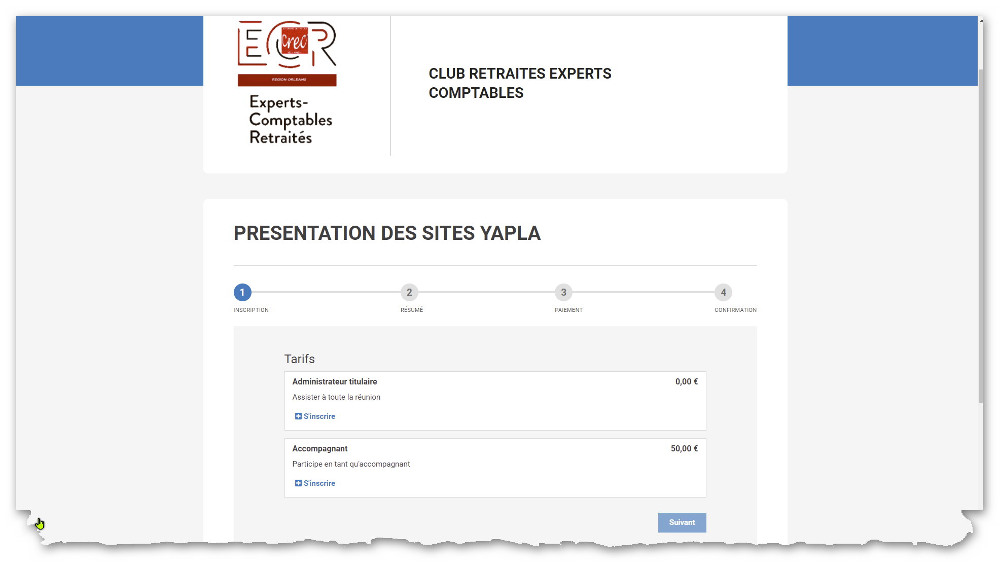 ECR
crec
REGION ORLEANS
Experts-
Comptables
Retraités
CLUB RETRAITES EXPERTS
COMPTABLES
PRESENTATION DES SITES YAPLA
1 2 3 4
INSCRIPTION RÉSUMÉ PAIEMENT CONFIRMATION
Tarifs
Administrateur titulaire 0,00 €
Assister à toute la réunion
S'inscrire
Accompagnant 50,00 €
Participe en tant qu'accompagnant
S'inscrire
Suivant